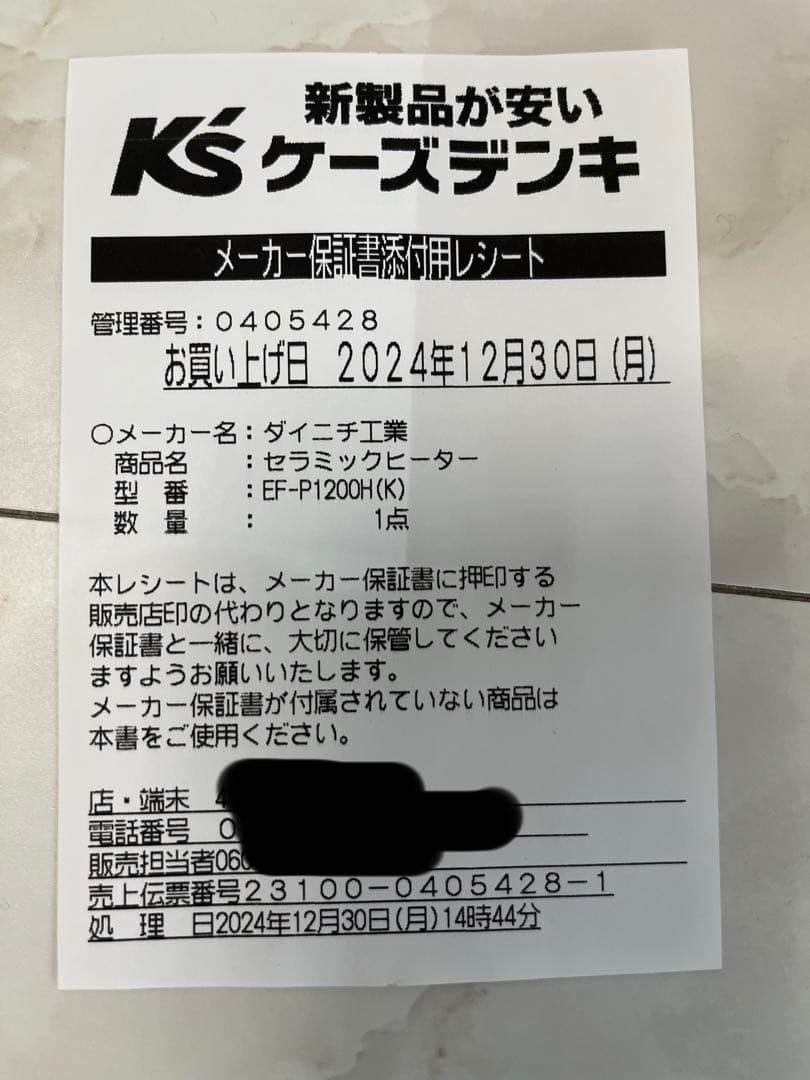 新製品が安い
K'sケーズデンキ
メーカー保証書添付用レシート
管理番号：０４０５４２８
お買い上げ日 ２０２４年１２月３０日（月）
〇メーカー名：ダイニチ工業
商品名 ：セラミックヒーター
型 番 ：EF-P1200H(K)
数 量 ： 1点
本レシートは、メーカー保証書に押印する
販売店印の代わりとなりますので、メーカー
保証書と一緒に、大切に保管してください
ますようお願いいたします。
メーカー保証書が付属されていない商品は
本書をご使用ください。
店・端末
電話番号 ０
販売担当者06
売上伝票番号２３１００－０４０５４２８－１
処 理 日2024年12月30日(月)14時44分